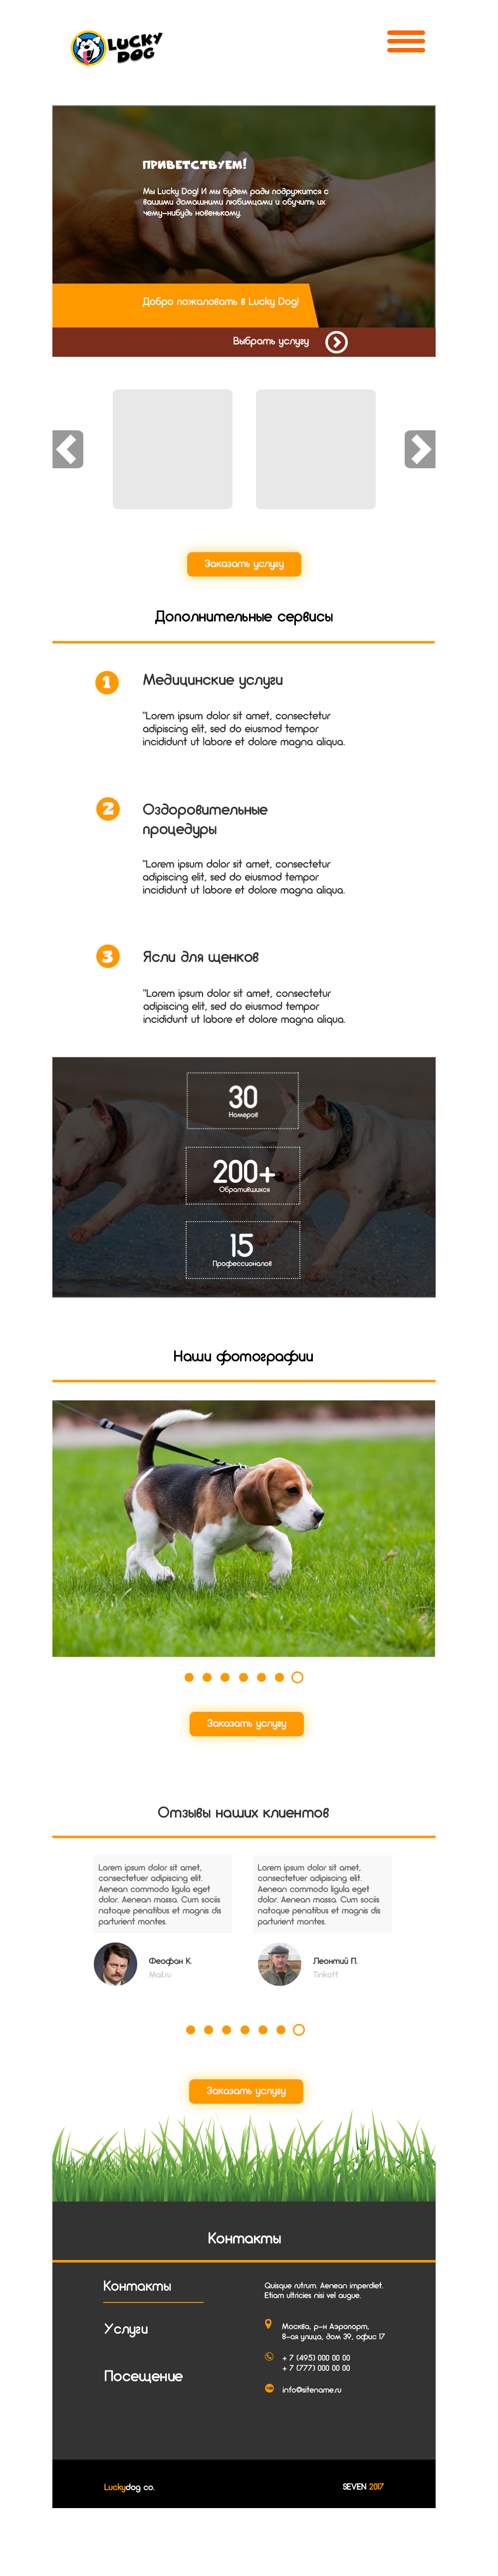 LUCKY
DOG
ПРИВЕТСТВУЕМ!
Мы Lucky Dog! И мы будем рады подружится с
вашими домашними любимцами и обучить их
чему-нибудь новенькому.
Добро пожаловать в Lucky Dog!
Выбрать услугу
Заказать услугу
Дополнительные сервисы
1
Медицинские услуги
"Lorem ipsum dolor sit amet, consectetur
adipiscing elit, sed do eiusmod tempor
incididunt ut labore et dolore magna aliqua.
2
Оздоровительные
процедуры
"Lorem ipsum dolor sit amet, consectetur
adipiscing elit, sed do eiusmod tempor
incididunt ut labore et dolore magna aliqua.
3
Ясли для щенков
"Lorem ipsum dolor sit amet, consectetur
adipiscing elit, sed do eiusmod tempor
incididunt ut labore et dolore magna aliqua.
30
Номеров
200+
Обратившихся
15
Профессионалов
Наши фотографии
Заказать услугу
Отзывы наших клиентов
Lorem ipsum dolor sit amet,
consectetuer adipiscing elit.
Aenean commodo ligula eget
dolor. Aenean massa. Cum sociis
natoque penatibus et magnis dis
parturient montes.
Феофан К.
Mail.ru
Lorem ipsum dolor sit amet,
consectetuer adipiscing elit.
Aenean commodo ligula eget
dolor. Aenean massa. Cum sociis
natoque penatibus et magnis dis
parturient montes.
Леонтий П.
Tinkoff
Заказать услугу
Контакты
Контакты
Услуги
Посещение
Quisque rutrum. Aenean imperdiet.
Etiam ultricies nisi vel augue.
Москва, р-н Аэропорт,
8-ая улица, дом 39, офис 17
+ 7 (495) 000 00 00
+ 7 (777) 000 00 00
info@sitename.ru
Luckydog co.
SEVEN 2017